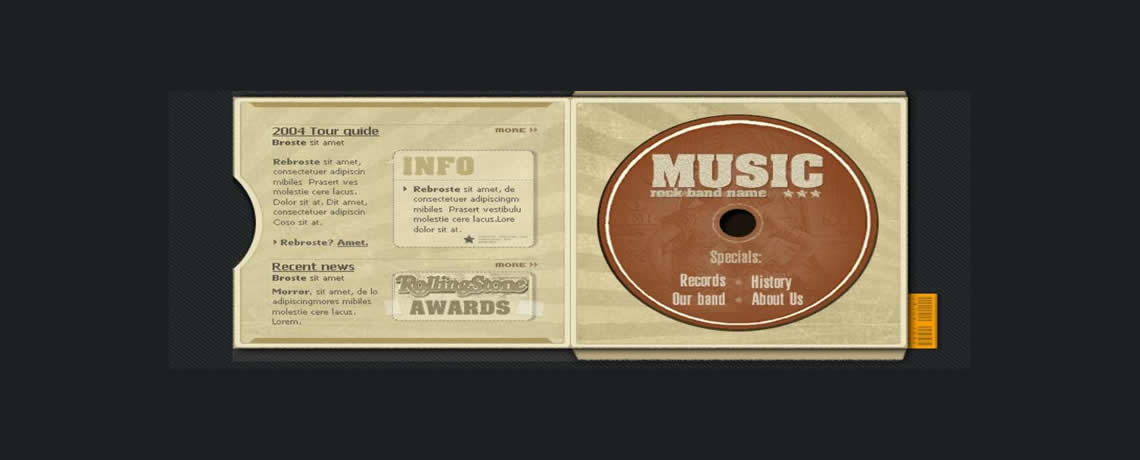 2004 Tour guide
MORE
Broste sit amet
Rebroste sit amet,
consectetuer adipiscin
mibiles Prasert ves
molestie cere lacus.
Dolor sit at. Dit amet,
consectetuer adipiscin
Coso sit at.
Rebroste? Amet.
INFO
Rebroste sit amet, de
consectetuer adipiscingm
mibiles Prasert vestibulu
molestie cere lacus.Lore
dolor sit at.
Recent news
MORE
Broste sit amet
Morror, sit amet, de lo
adipiscingmores mibiles
molestie cere lacus.
Lorem.
RollingStone
AWARDS
MUSIC
rock band name
Specials:
Records
History
Our band
About Us